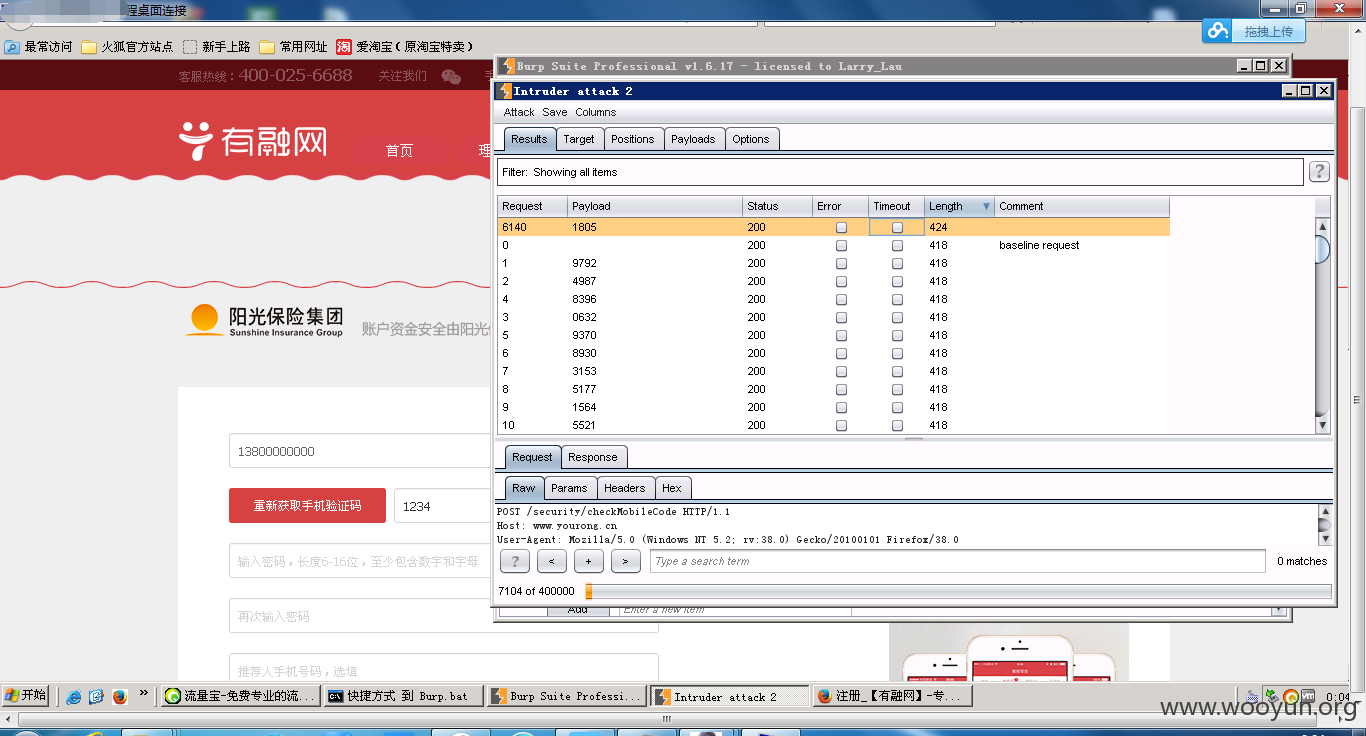 程桌面连接
最常访问 火狐官方站点 新手上路 常用网址 淘 爱淘宝（原淘宝特卖）
拖拽上传
客服热线：400-025-6688 关注我们
有融网
首页
理
阳光保险集团
Sunshine Insurance Group
账户资金安全由阳光
13800000000
重新获取手机验证码
1234
输入密码，长度6-16位，至少包含数字和字母
再次输入密码
推荐人手机号码，选填
Burp Suite Professional v1.6.17 - licensed to Larry_Lau
Intruder attack 2
Attack Save Columns
Results Target Positions Payloads Options
Filter: Showing all items
?
Request Payload Status Error Timeout Length Comment
6140 1805 200 424
0 200 418 baseline request
1 9792 200 418
2 4987 200 418
4 8396 200 418
3 0632 200 418
5 9370 200 418
6 8930 200 418
7 3153 200 418
8 5177 200 418
9 1564 200 418
10 5521 200 418
Request Response
Raw Params Headers Hex
POST /security/checkMobileCode HTTP/1.1
Host: www.yourong.cn
User-Agent: Mozilla/5.0 (Windows NT 5.2; rv:38.0) Gecko/20100101 Firefox/38.0
? < + > Type a search term 0 matches
7104 of 400000
Add Enter a new item
开始 » 流量宝-免费专业的流... 快捷方式 到 Burp.bat Burp Suite Professi... Intruder attack 2 注册_【有融网】-专... 0:04
www.wooyun.org